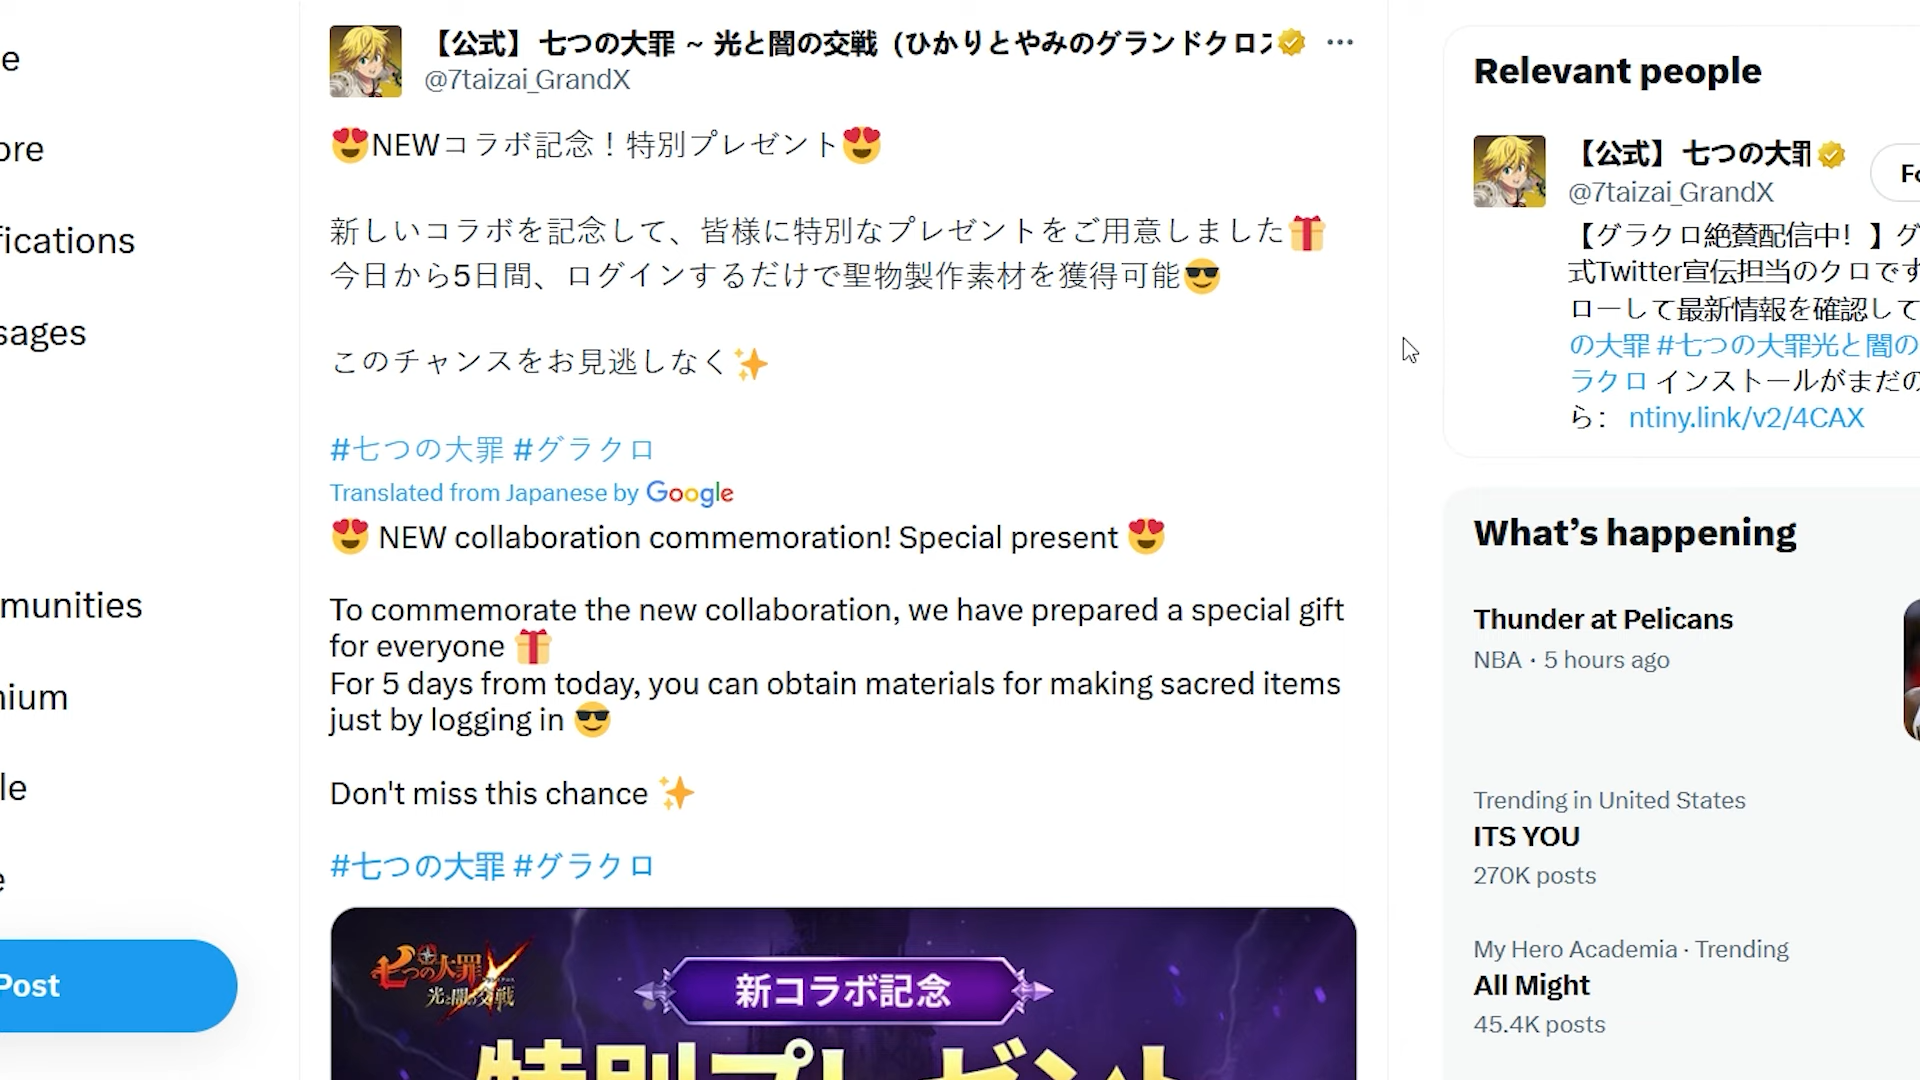 e
ore
fications
sages
munities
nium
le
e
Post
【公式】七つの大罪 ~ 光と闇の交戦（ひかりとやみのグランドクロス
@7taizai_GrandX
😍NEWコラボ記念！特別プレゼント😍
新しいコラボを記念して、皆様に特別なプレゼントをご用意しました🎁
今日から5日間、ログインするだけで聖物製作素材を獲得可能😎
このチャンスをお見逃しなく✨
#七つの大罪 #グラクロ
Translated from Japanese by Google
😍 NEW collaboration commemoration! Special present 😍
To commemorate the new collaboration, we have prepared a special gift
for everyone 🎁
For 5 days from today, you can obtain materials for making sacred items
just by logging in 😎
Don't miss this chance ✨
#七つの大罪 #グラクロ
七つの大罪
光と闇の交戦
新コラボ記念
特別プレゼント
Relevant people
【公式】七つの大罪
@7taizai_GrandX
Fo
【グラクロ絶賛配信中！】グ
式Twitter宣伝担当のクロです
ローして最新情報を確認して
の大罪 #七つの大罪光と闇の
ラクロ インストールがまだの
ら： ntiny.link/v2/4CAX
What's happening
Thunder at Pelicans
NBA · 5 hours ago
Trending in United States
ITS YOU
270K posts
My Hero Academia · Trending
All Might
45.4K posts